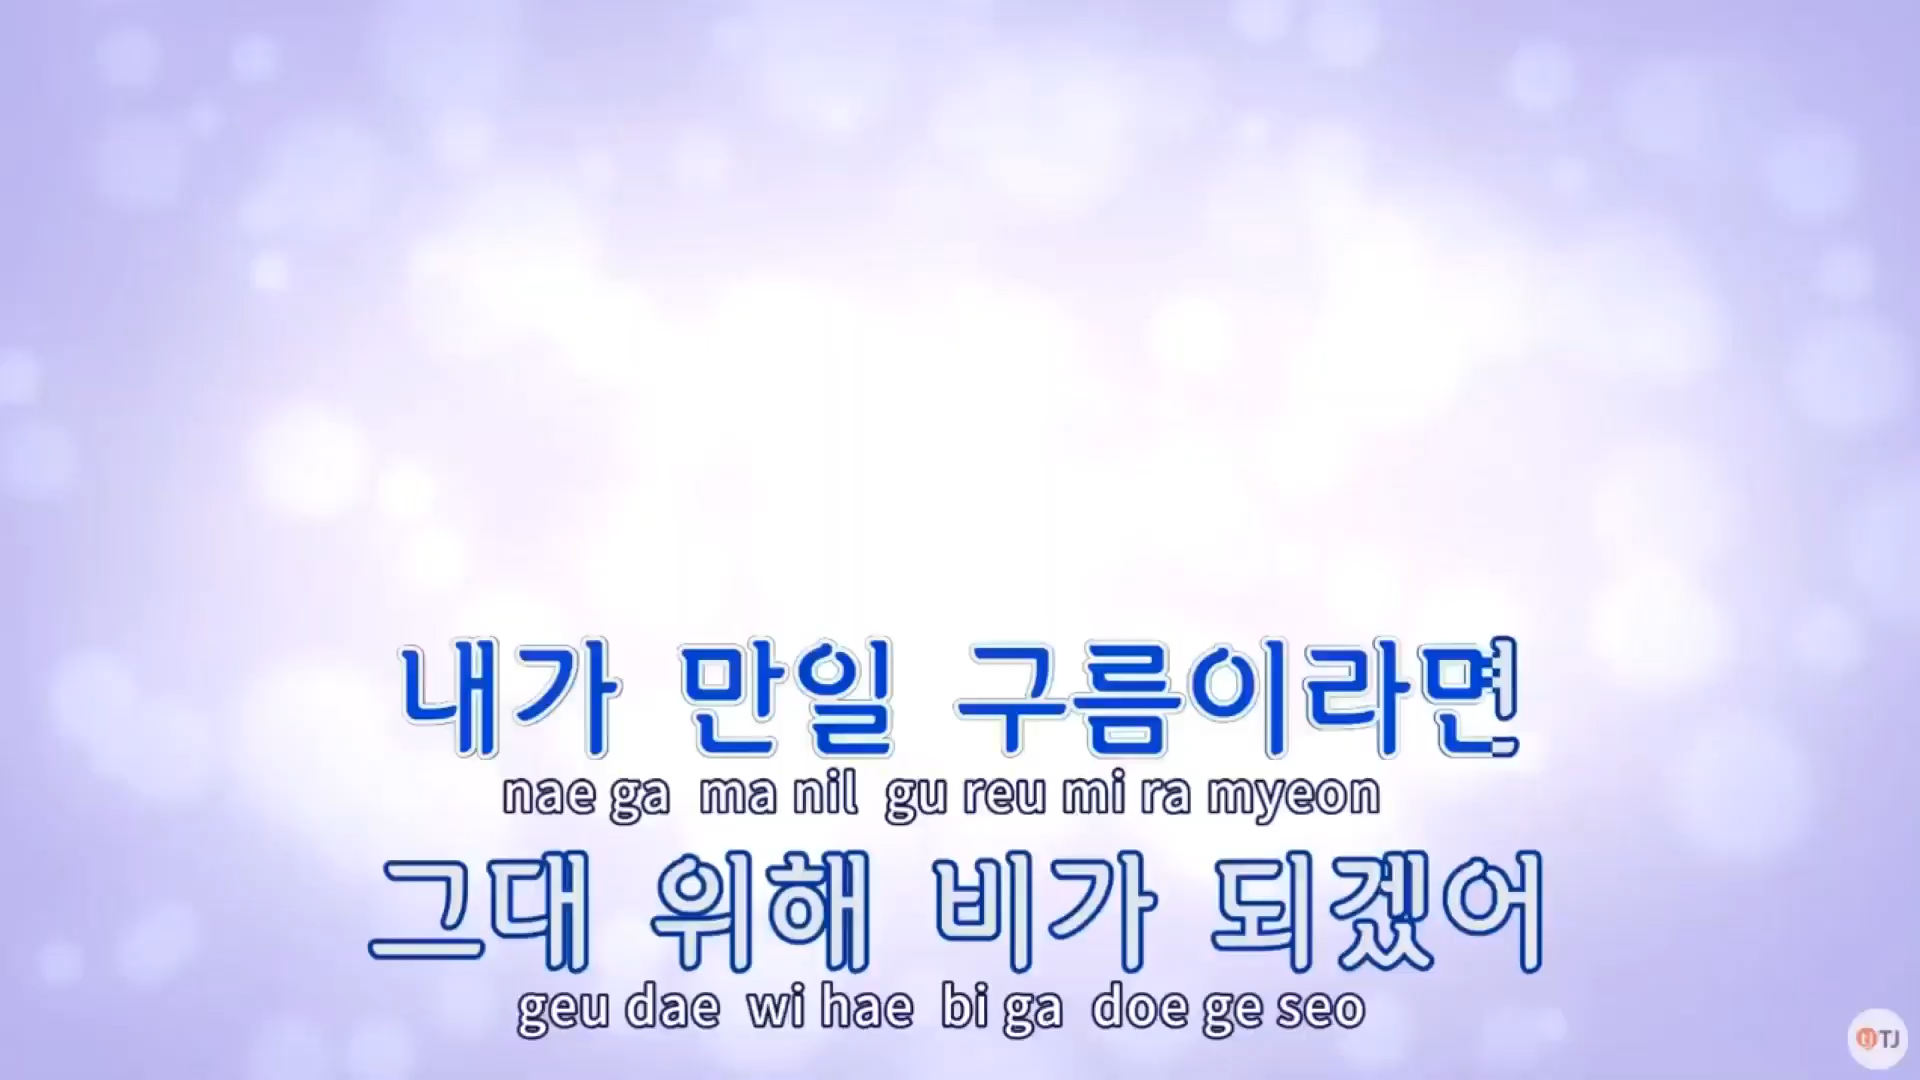 내가 만일 구름이라면
nae ga ma nil gu reu mi ra myeon
그대 위해 비가 되겠어
geu dae wi hae bi ga doe ge seo
tj TJ